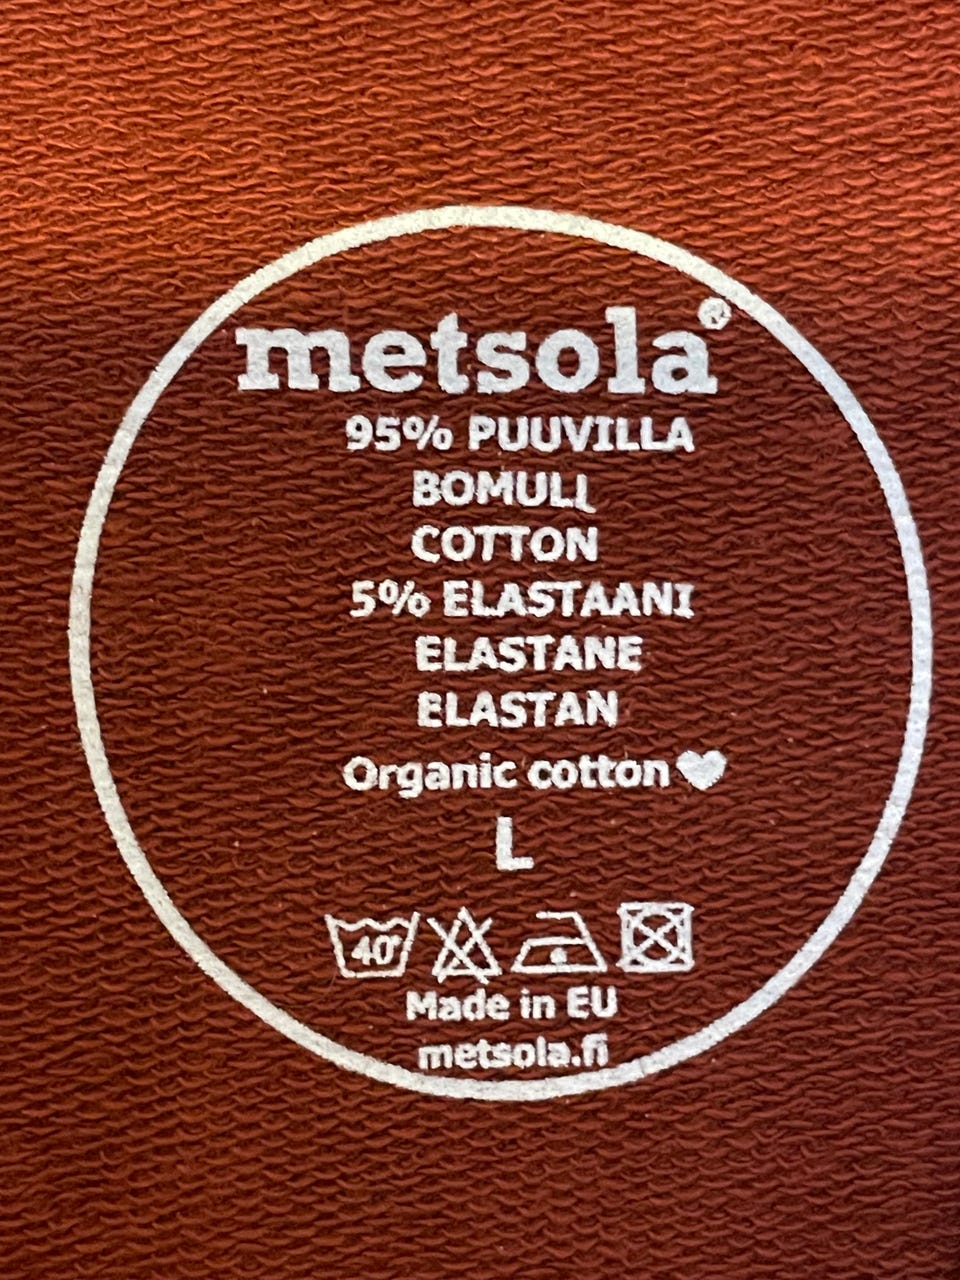 metsola®
95% PUUVILLA
BOMULL
COTTON
5% ELASTAANI
ELASTANE
ELASTAN
Organic cotton♥
L
40°
Made in EU
metsola.fi